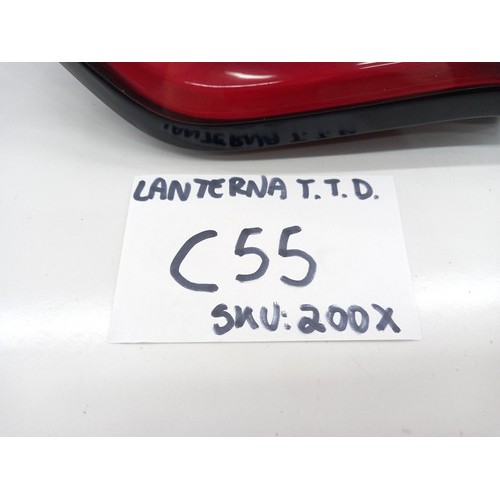 LANTERNA T.T.D.
C55
SKU:200X